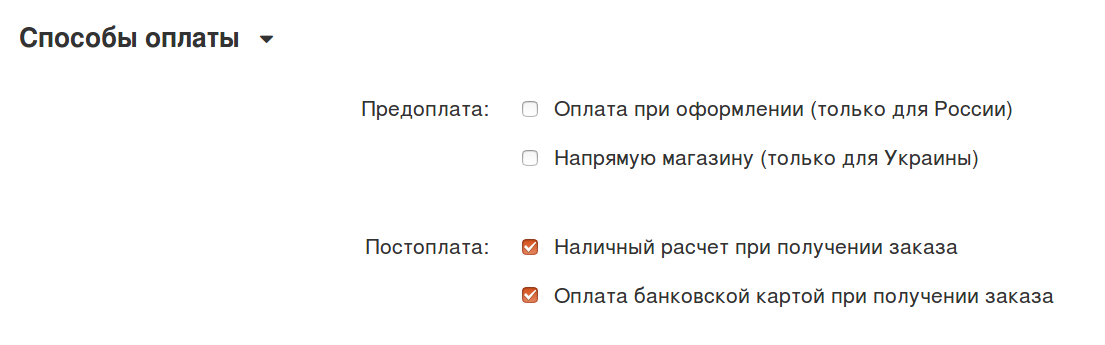 Способы оплаты
Предоплата: Оплата при оформлении (только для России)
Напрямую магазину (только для Украины)
Постоплата: Наличный расчет при получении заказа
Оплата банковской картой при получении заказа